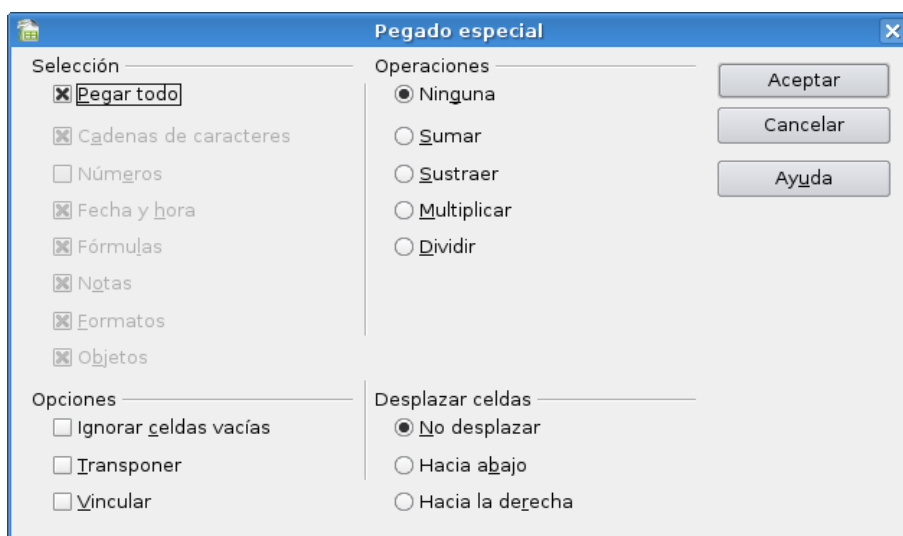 Pegado especial
Selección
Pegar todo
Cadenas de caracteres
Números
Fecha y hora
Fórmulas
Notas
Formatos
Objetos
Operaciones
Ninguna
Sumar
Sustraer
Multiplicar
Dividir
Aceptar
Cancelar
Ayuda
Opciones
Ignorar celdas vacías
Transponer
Vincular
Desplazar celdas
No desplazar
Hacia abajo
Hacia la derecha